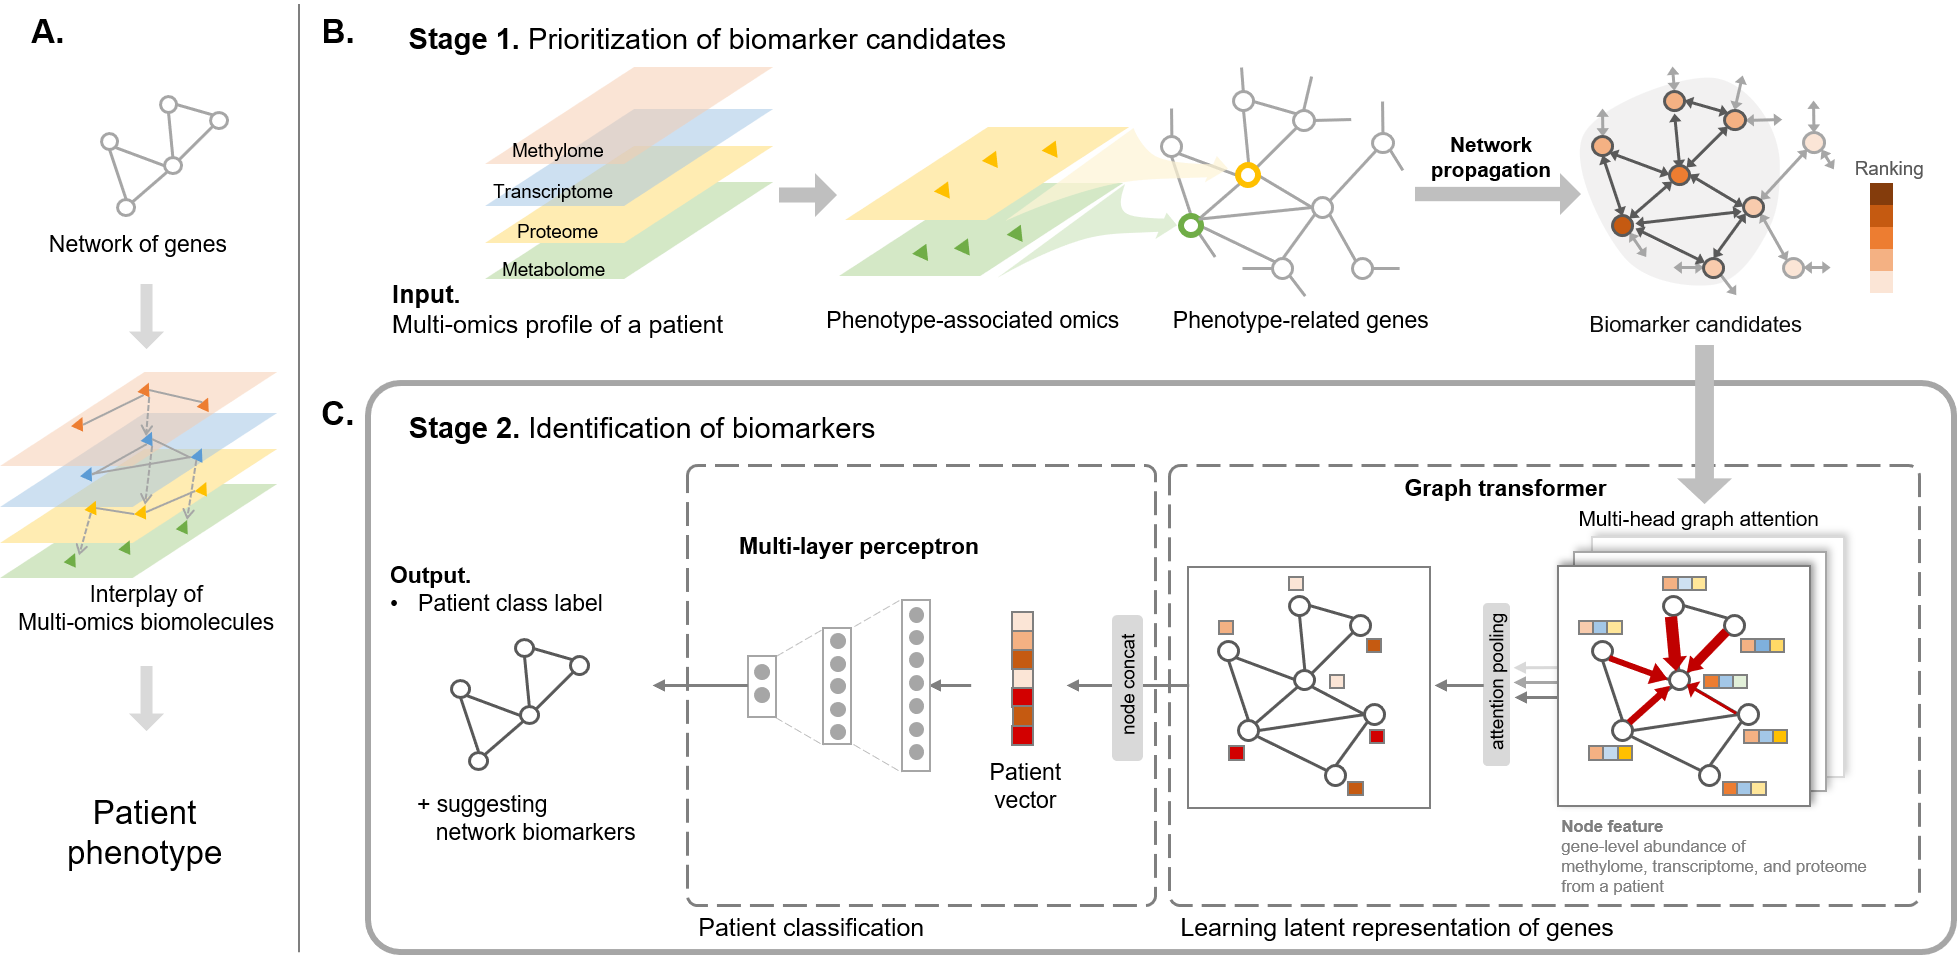 A.
Network of genes
Interplay of
Multi-omics biomolecules
Patient
phenotype
B.
Stage 1. Prioritization of biomarker candidates
Methylome
Transcriptome
Proteome
Metabolome
Input.
Multi-omics profile of a patient
Phenotype-associated omics
Phenotype-related genes
Network
propagation
Biomarker candidates
Ranking
C.
Stage 2. Identification of biomarkers
Graph transformer
Multi-head graph attention
attention pooling
Node feature
gene-level abundance of
methylome, transcriptome, and proteome
from a patient
Learning latent representation of genes
node concat
Multi-layer perceptron
Patient
vector
Patient classification
Output.
• Patient class label
+ suggesting
network biomarkers